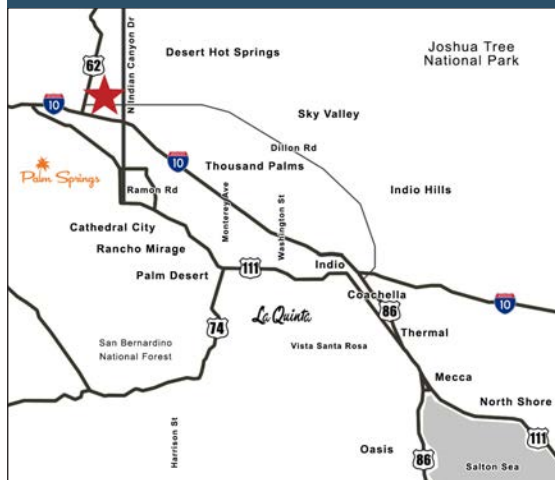 Desert Hot Springs
Joshua Tree
National Park
62
N Indian Canyon Dr
10
Sky Valley
Dillon Rd
10
Thousand Palms
Palm Springs
Ramon Rd
Indio Hills
Monterey Ave
Washington St
Cathedral City
Rancho Mirage
Palm Desert
111
Indio
Coachella
10
86
74
La Quinta
Thermal
San Bernardino
National Forest
Vista Santa Rosa
Mecca
North Shore
Harrison St
111
Oasis
86
Salton Sea